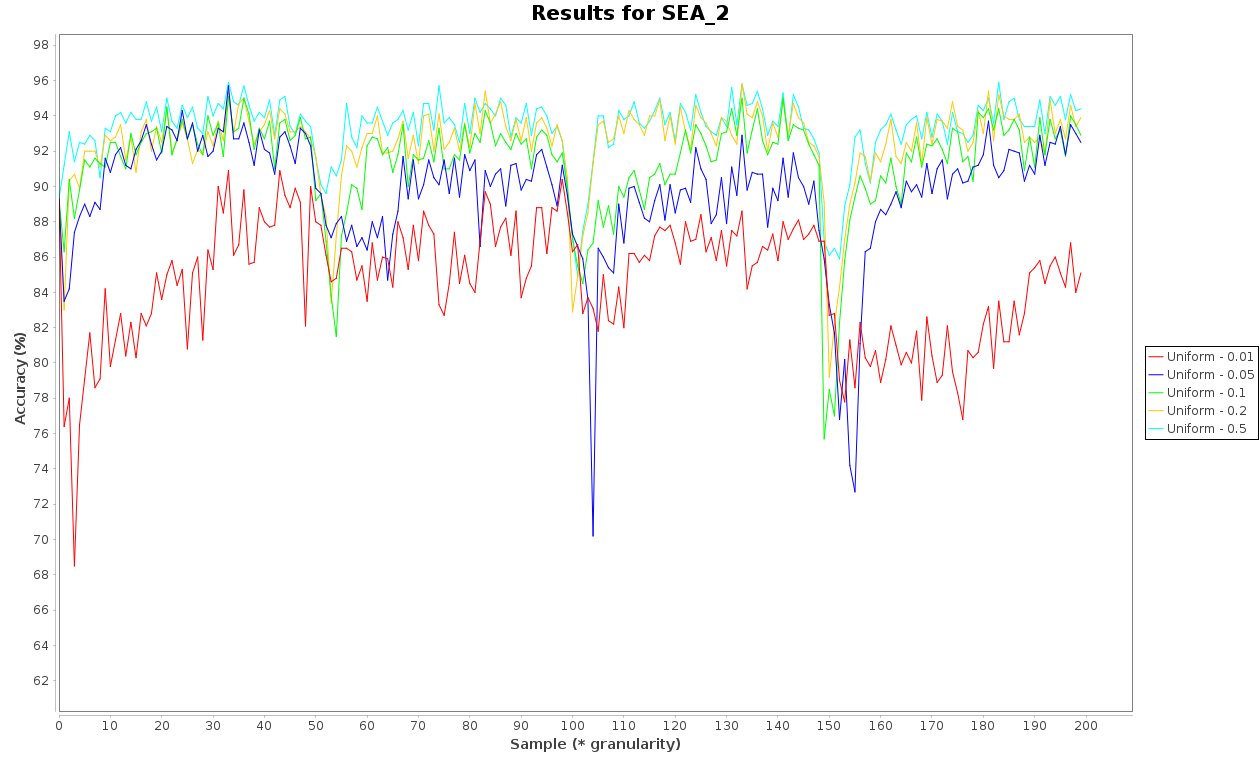 Results for SEA_2
Accuracy (%)
98
96
94
92
90
88
86
84
82
80
78
76
74
72
70
68
66
64
62
0 10 20 30 40 50 60 70 80 90 100 110 120 130 140 150 160 170 180 190 200
Sample (* granularity)
Uniform - 0.01
Uniform - 0.05
Uniform - 0.1
Uniform - 0.2
Uniform - 0.5